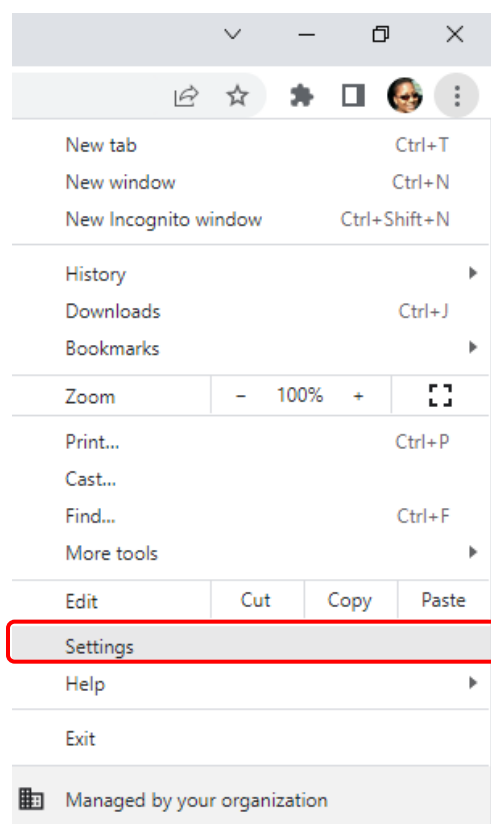 New tab Ctrl+T
New window Ctrl+N
New Incognito window Ctrl+Shift+N
History
Downloads Ctrl+J
Bookmarks
Zoom - 100% +
Print... Ctrl+P
Cast...
Find... Ctrl+F
More tools
Edit Cut Copy Paste
Settings
Help
Exit
Managed by your organization